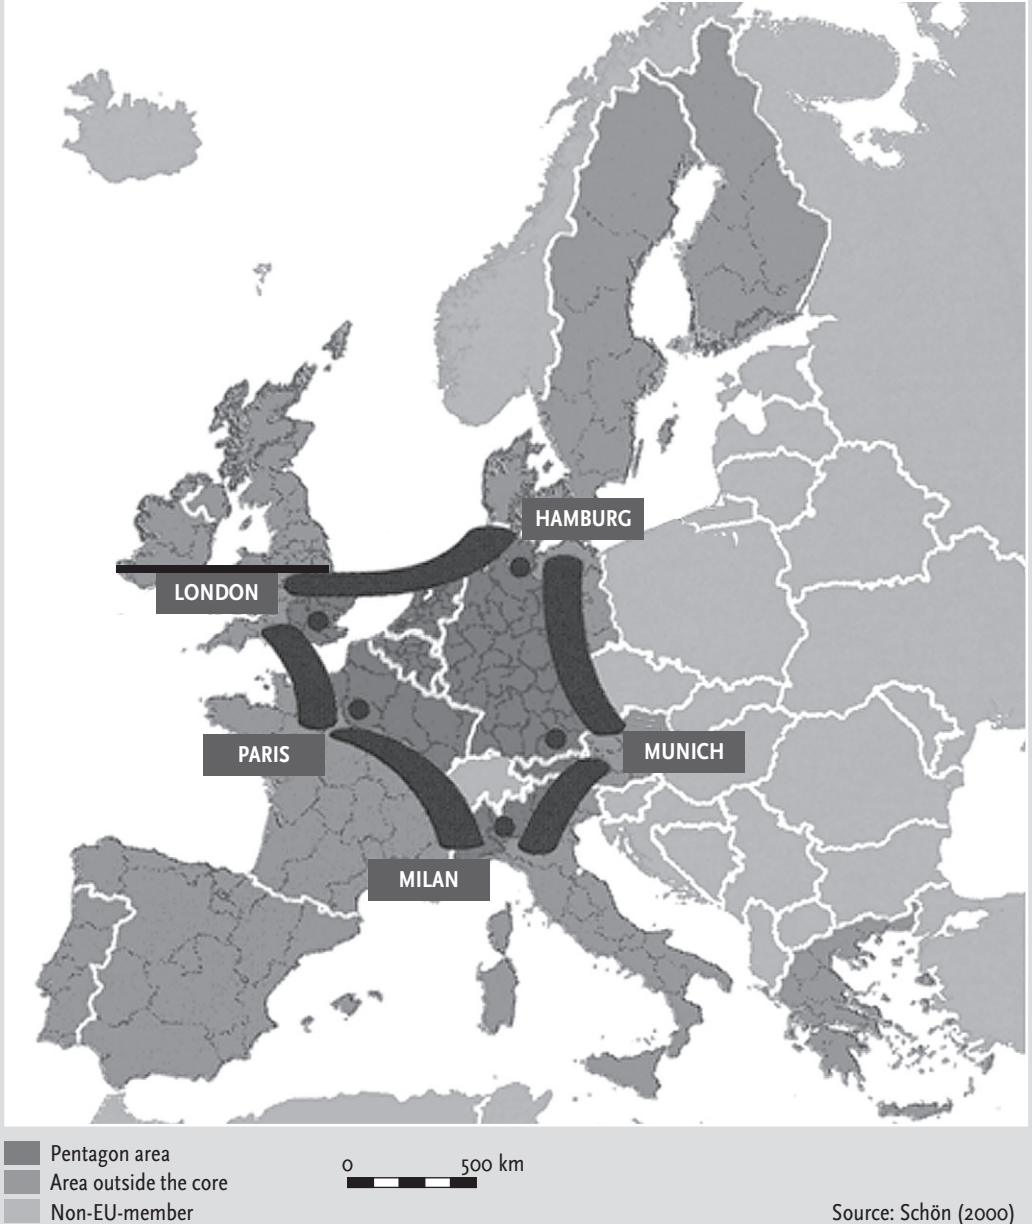 HAMBURG
LONDON
PARIS
MUNICH
MILAN
Pentagon area
0 500 km
Area outside the core
Non-EU-member
Source: Schön (2000)